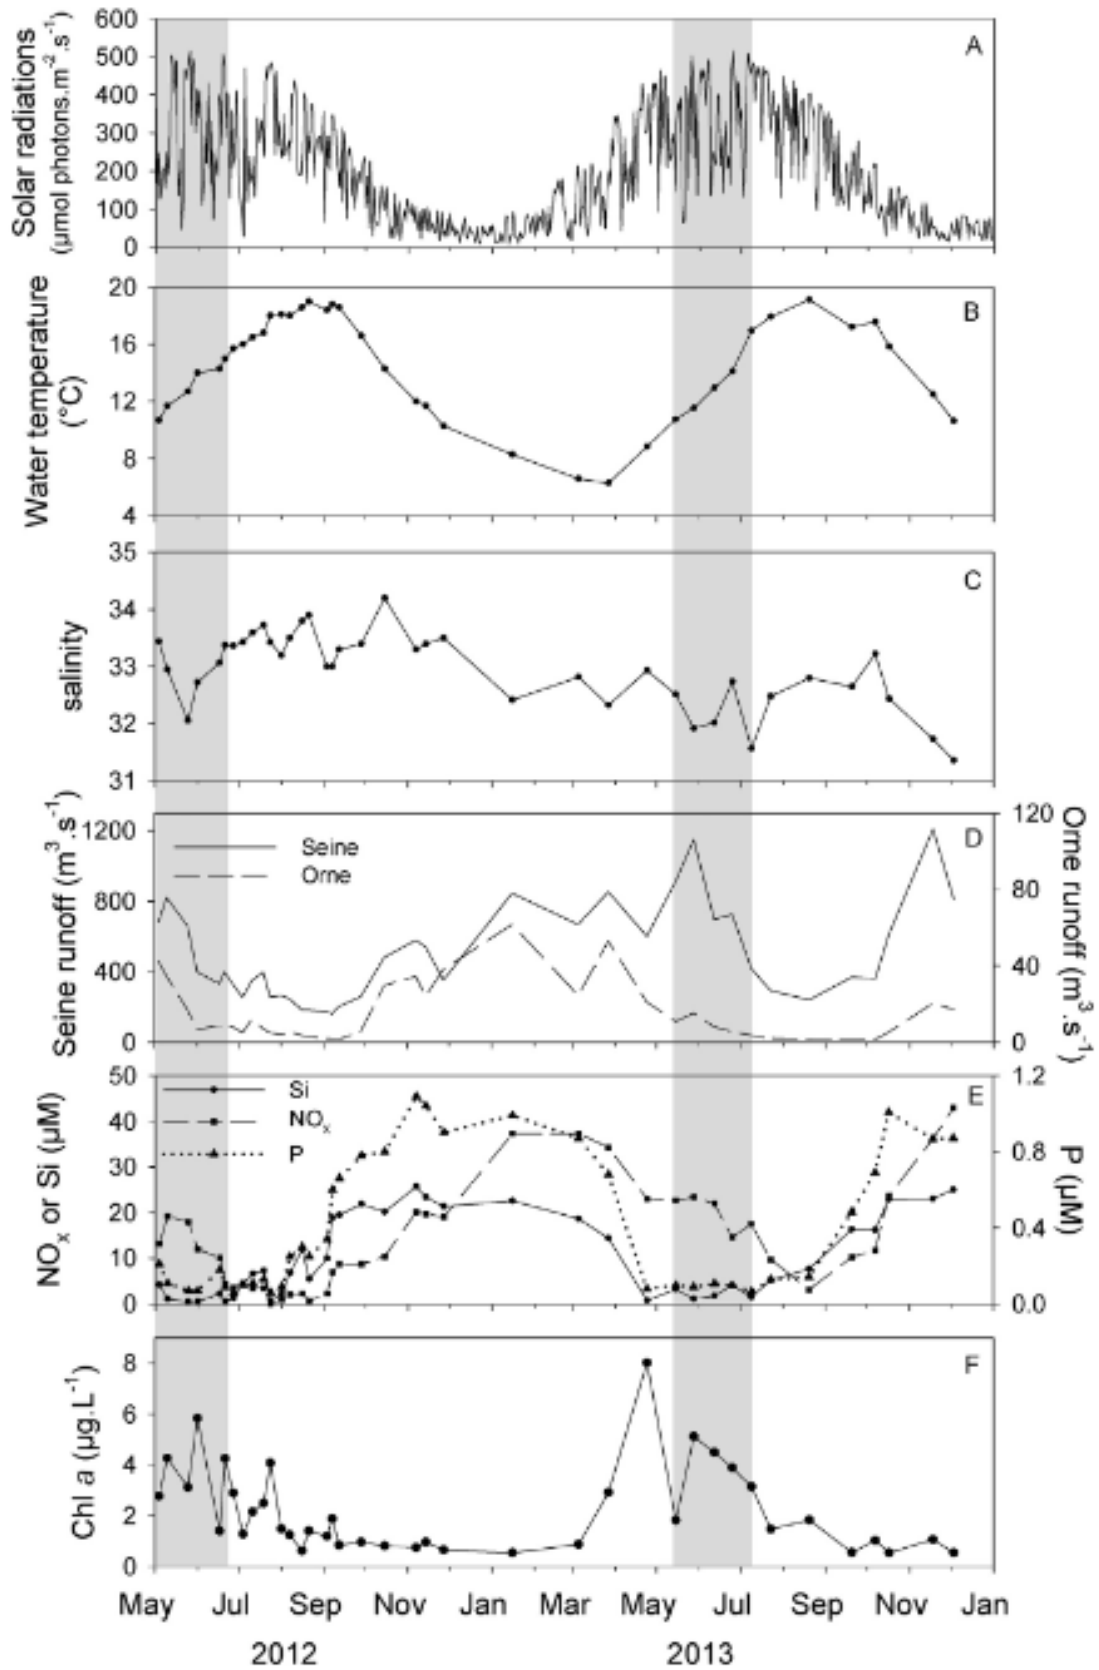 Solar radiations
(µmol photons.m⁻².s⁻¹)
600
500
400
300
200
100
0
A
Water temperature
(°C)
20
16
12
8
4
B
salinity
35
34
33
32
31
C
Seine runoff (m³.s⁻¹)
1200
800
400
0
Seine
Orne
D
120
80
40
0
Orne runoff (m³.s⁻¹)
NOₓ or Si (µM)
50
40
30
20
10
0
Si
NOₓ
P
E
1.2
0.8
0.4
0.0
P (µM)
Chl a (µg.L⁻¹)
8
6
4
2
0
F
May Jul Sep Nov Jan Mar May Jul Sep Nov Jan
2012 2013